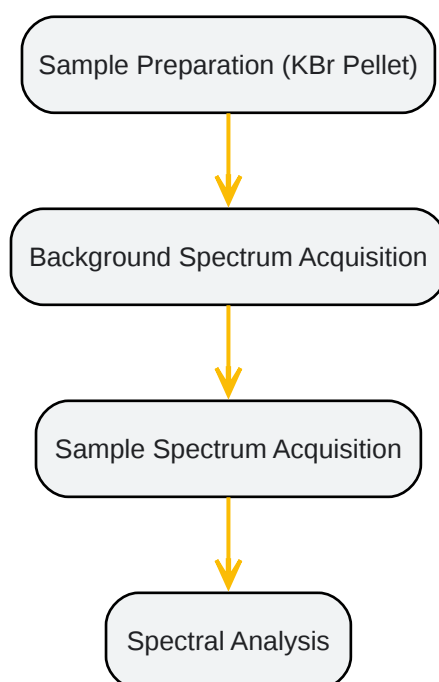 Sample Preparation (KBr Pellet)
Background Spectrum Acquisition
Sample Spectrum Acquisition
Spectral Analysis